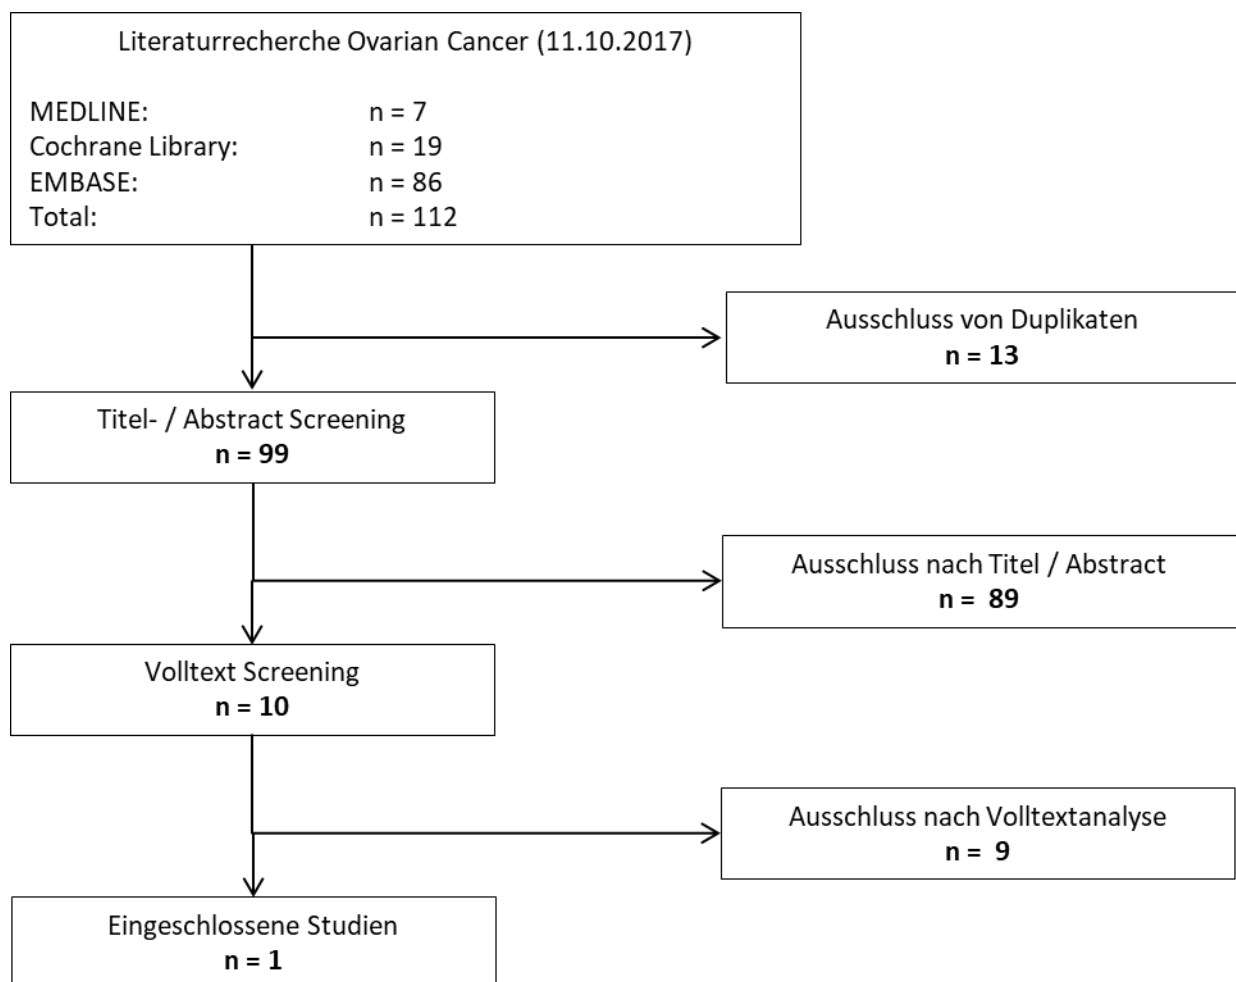 Literaturrecherche Ovarian Cancer (11.10.2017)
MEDLINE: n = 7
Cochrane Library: n = 19
EMBASE: n = 86
Total: n = 112
Ausschluss von Duplikaten
n = 13
Titel- / Abstract Screening
n = 99
Ausschluss nach Titel / Abstract
n = 89
Volltext Screening
n = 10
Ausschluss nach Volltextanalyse
n = 9
Eingeschlossene Studien
n = 1